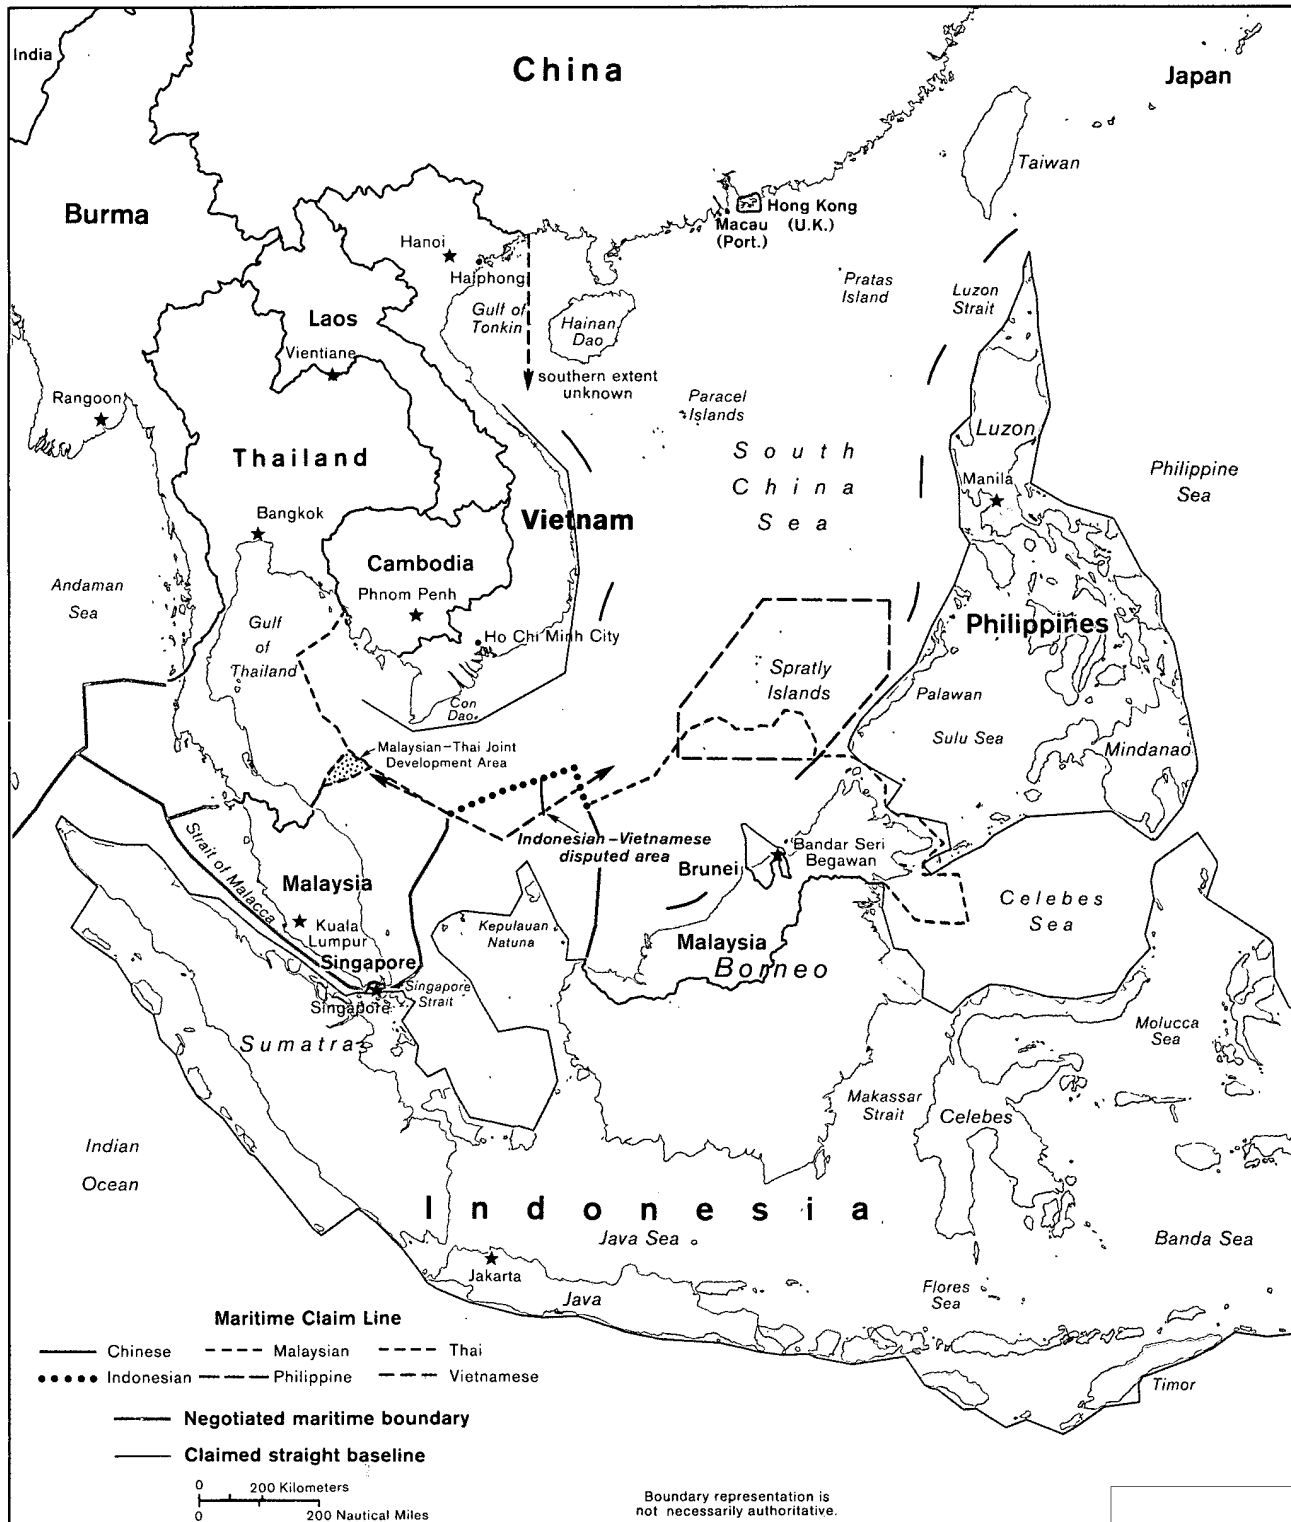 India
China
Japan
Taiwan
Burma
Hong Kong
(U.K.)
Macau
(Port.)
Hanoi
Haiphong
Pratas
Island
Luzon
Strait
Gulf of
Tonkin
Hainan
Dao
Laos
Vientiane
southern extent
unknown
Paracel
Islands
Rangoon
Luzon
Thailand
South
China
Sea
Manila
Philippine
Sea
Bangkok
Vietnam
Cambodia
Phnom Penh
Andaman
Sea
Gulf
of
Thailand
Ho Chi Minh City
Philippines
Spratly
Islands
Palawan
Con
Dao
Sulu Sea
Mindanao
Malaysian-Thai Joint
Development Area
Strait of Malacca
Indonesian-Vietnamese
disputed area
Bandar Seri
Begawan
Brunei
Malaysia
Kuala
Lumpur
Kepulauan
Natuna
Celebes
Sea
Malaysia
Borneo
Singapore
Singapore
Strait
Singapore
Sumatra
Molucca
Sea
Makassar
Strait
Celebes
Indian
Ocean
Indonesia
Java Sea
Banda Sea
Jakarta
Java
Flores
Sea
Timor
Maritime Claim Line
Chinese Malaysian Thai
Indonesian Philippine Vietnamese
Negotiated maritime boundary
Claimed straight baseline
0 200 Kilometers
0 200 Nautical Miles
Boundary representation is
not necessarily authoritative.